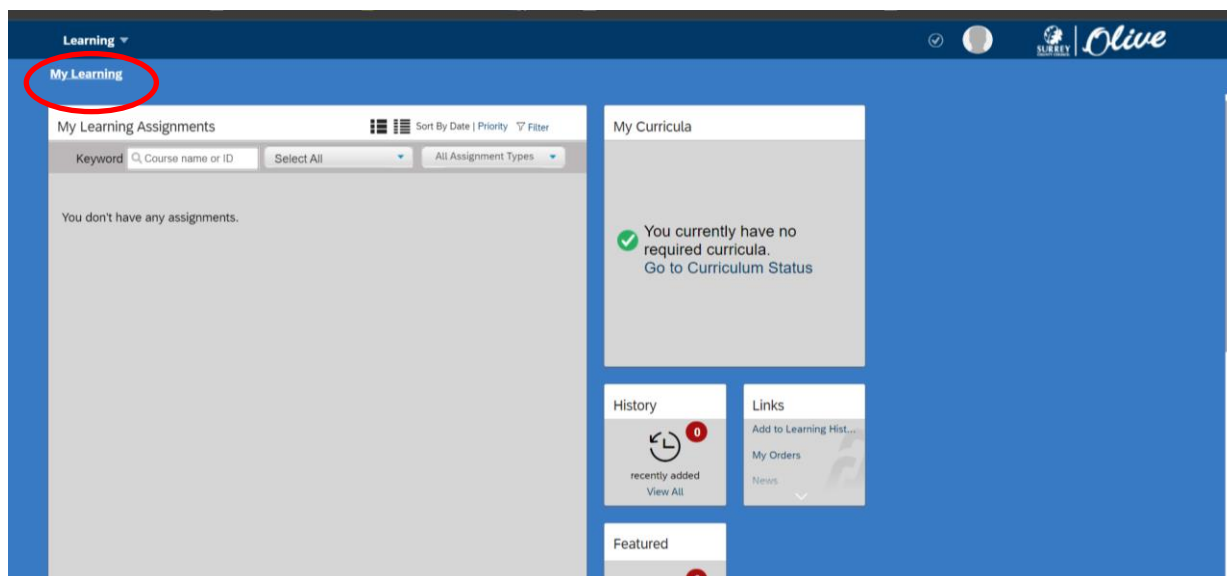 Learning
SURREY
Olive
My Learning
My Learning Assignments
Sort By Date | Priority Filter
Keyword Course name or ID Select All All Assignment Types
You don't have any assignments.
My Curricula
You currently have no
required curricula.
Go to Curriculum Status
History
0
recently added
View All
Links
Add to Learning Hist...
My Orders
News
Featured